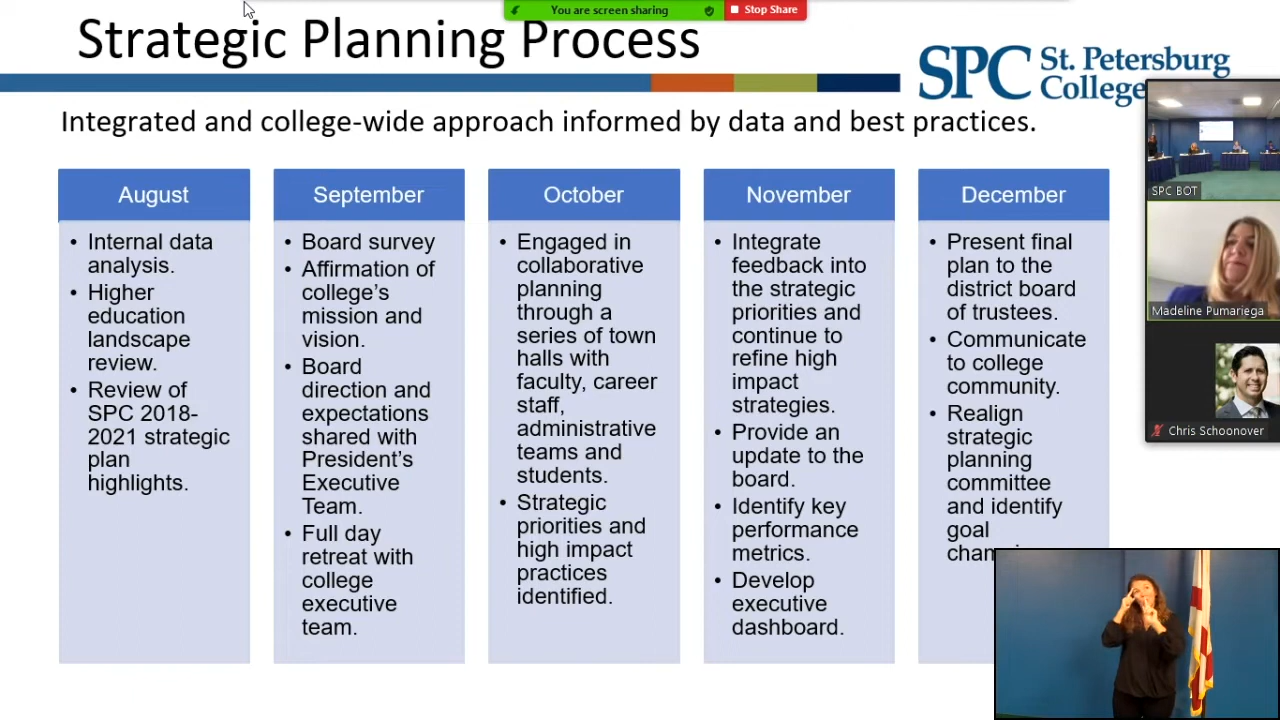 You are screen sharing
Stop Share
Strategic Planning Process
SPC St. Petersburg
College
Integrated and college-wide approach informed by data and best practices.
August
• Internal data
analysis.
• Higher
education
landscape
review.
• Review of
SPC 2018-
2021 strategic
plan
highlights.
September
• Board survey
• Affirmation of
college’s
mission and
vision.
• Board
direction and
expectations
shared with
President’s
Executive
Team.
• Full day
retreat with
college
executive
team.
October
• Engaged in
collaborative
planning
through a
series of town
halls with
faculty, career
staff,
administrative
teams and
students.
• Strategic
priorities and
high impact
practices
identified.
November
• Integrate
feedback into
the strategic
priorities and
continue to
refine high
impact
strategies.
• Provide an
update to the
board.
• Identify key
performance
metrics.
• Develop
executive
dashboard.
December
• Present final
plan to the
district board
of trustees.
• Communicate
to college
community.
• Realign
strategic
planning
committee
and identify
goal
SPC BOT
Madeline Pumariega
Chris Schoonover